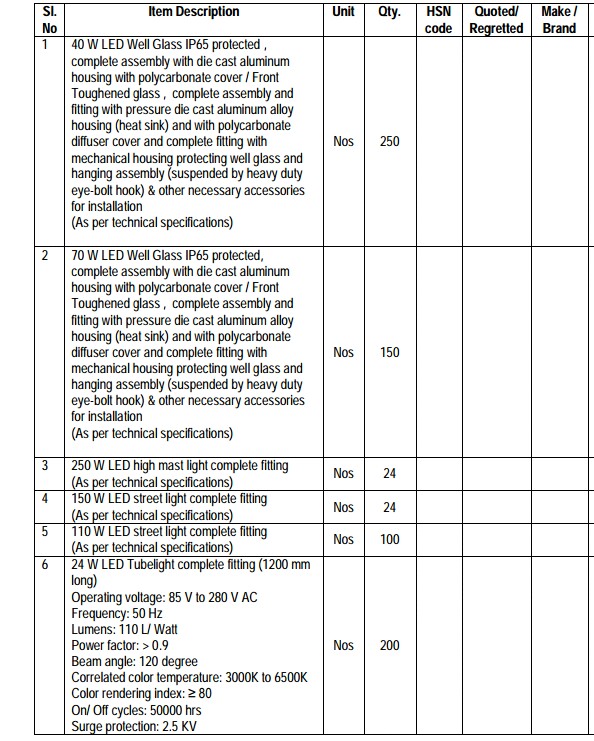 Sl. No Item Description Unit Qty. HSN code Quoted/ Regretted Make / Brand
1 40 W LED Well Glass IP65 protected ,
complete assembly with die cast aluminum
housing with polycarbonate cover / Front
Toughened glass , complete assembly and
fitting with pressure die cast aluminum alloy
housing (heat sink) and with polycarbonate
diffuser cover and complete fitting with
mechanical housing protecting well glass and
hanging assembly (suspended by heavy duty
eye-bolt hook) & other necessary accessories
for installation
(As per technical specifications)
Nos 250
2 70 W LED Well Glass IP65 protected,
complete assembly with die cast aluminum
housing with polycarbonate cover / Front
Toughened glass , complete assembly and
fitting with pressure die cast aluminum alloy
housing (heat sink) and with polycarbonate
diffuser cover and complete fitting with
mechanical housing protecting well glass and
hanging assembly (suspended by heavy duty
eye-bolt hook) & other necessary accessories
for installation
(As per technical specifications)
Nos 150
3 250 W LED high mast light complete fitting
(As per technical specifications)
Nos 24
4 150 W LED street light complete fitting
(As per technical specifications)
Nos 24
5 110 W LED street light complete fitting
(As per technical specifications)
Nos 100
6 24 W LED Tubelight complete fitting (1200 mm
long)
Operating voltage: 85 V to 280 V AC
Frequency: 50 Hz
Lumens: 110 L/ Watt
Power factor: > 0.9
Beam angle: 120 degree
Correlated color temperature: 3000K to 6500K
Color rendering index: ≥ 80
On/ Off cycles: 50000 hrs
Surge protection: 2.5 KV
Nos 200